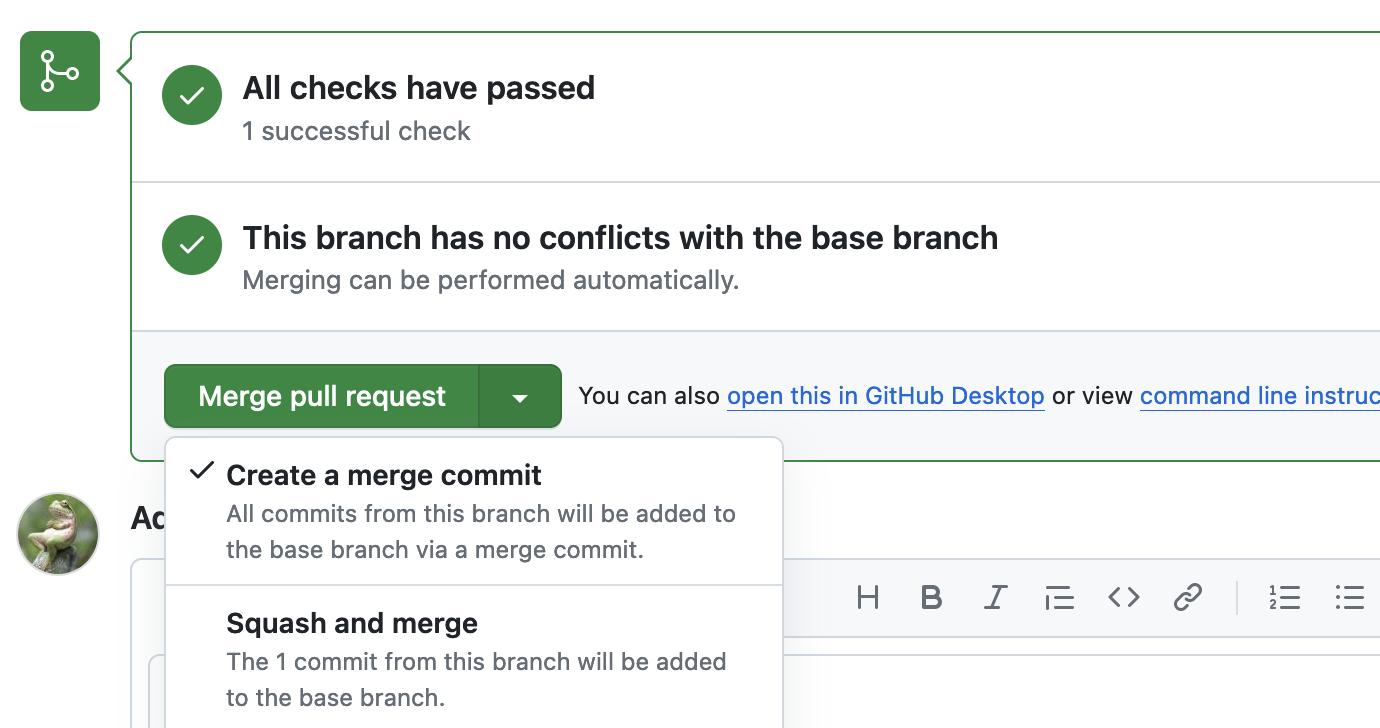 All checks have passed
1 successful check
This branch has no conflicts with the base branch
Merging can be performed automatically.
Merge pull request
You can also open this in GitHub Desktop or view command line instruc
Create a merge commit
All commits from this branch will be added to
the base branch via a merge commit.
Ad
H B I
Squash and merge
The 1 commit from this branch will be added
to the base branch.